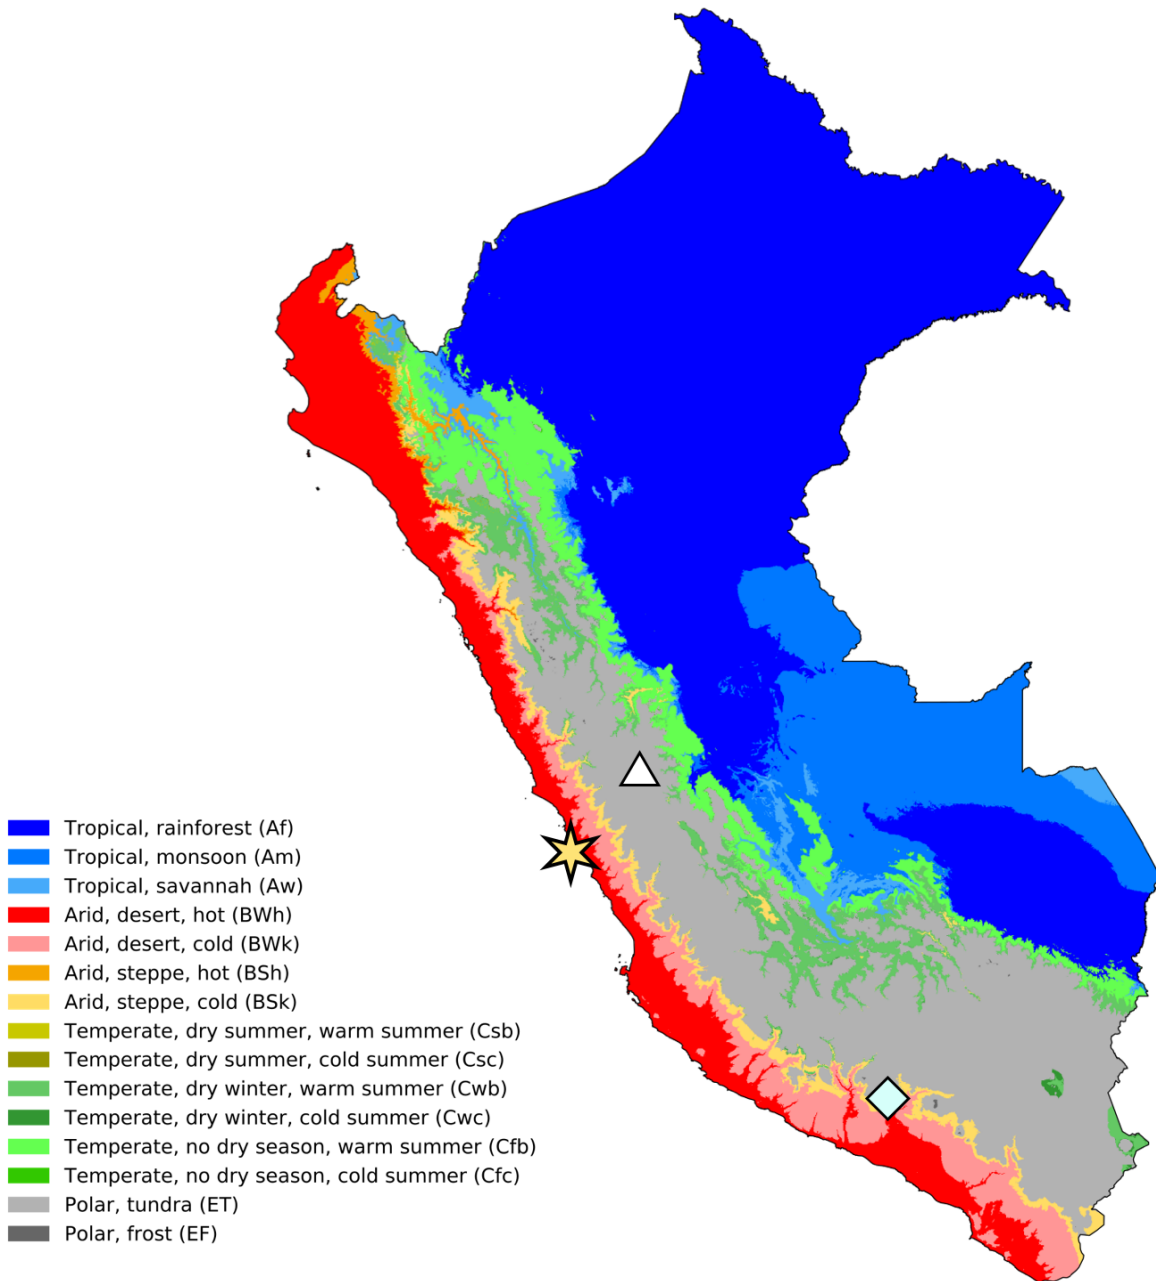 Tropical, rainforest (Af)
Tropical, monsoon (Am)
Tropical, savannah (Aw)
Arid, desert, hot (BWh)
Arid, desert, cold (BWk)
Arid, steppe, hot (BSh)
Arid, steppe, cold (BSk)
Temperate, dry summer, warm summer (Csb)
Temperate, dry summer, cold summer (Csc)
Temperate, dry winter, warm summer (Cwb)
Temperate, dry winter, cold summer (Cwc)
Temperate, no dry season, warm summer (Cfb)
Temperate, no dry season, cold summer (Cfc)
Polar, tundra (ET)
Polar, frost (EF)